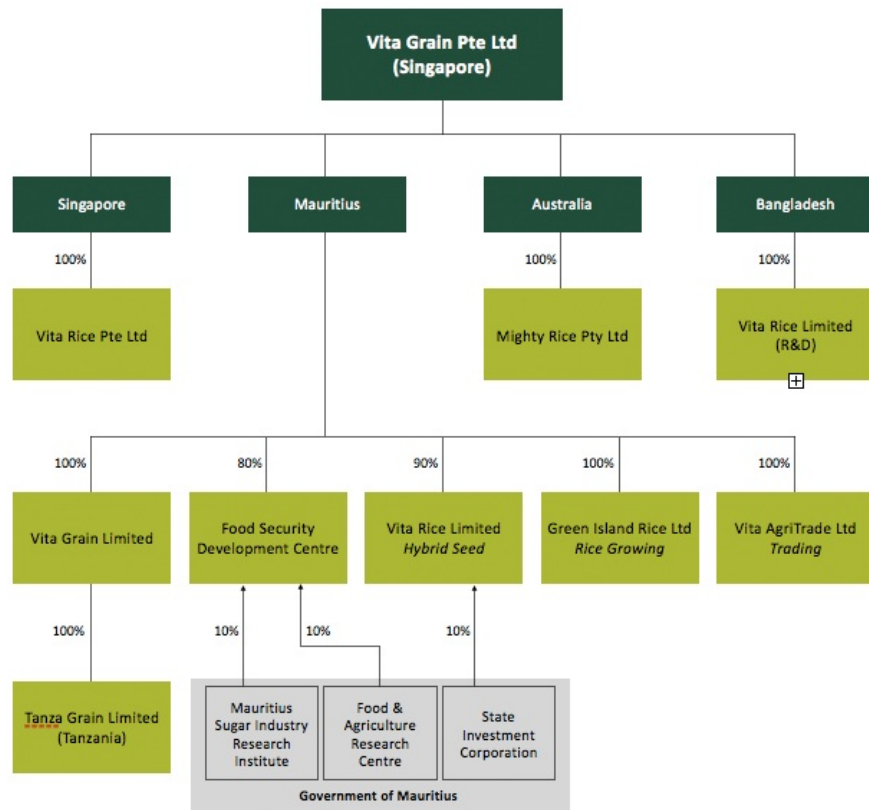 Vita Grain Pte Ltd
(Singapore)
Singapore
Mauritius
Australia
Bangladesh
100%
100%
100%
Vita Rice Pte Ltd
Mighty Rice Pty Ltd
Vita Rice Limited
(R&D)
100%
80%
90%
100%
100%
Vita Grain Limited
Food Security
Development Centre
Vita Rice Limited
Hybrid Seed
Green Island Rice Ltd
Rice Growing
Vita AgriTrade Ltd
Trading
100%
10%
10%
10%
Tanza Grain Limited
(Tanzania)
Mauritius
Sugar Industry
Research
Institute
Food &
Agriculture
Research
Centre
State
Investment
Corporation
Government of Mauritius